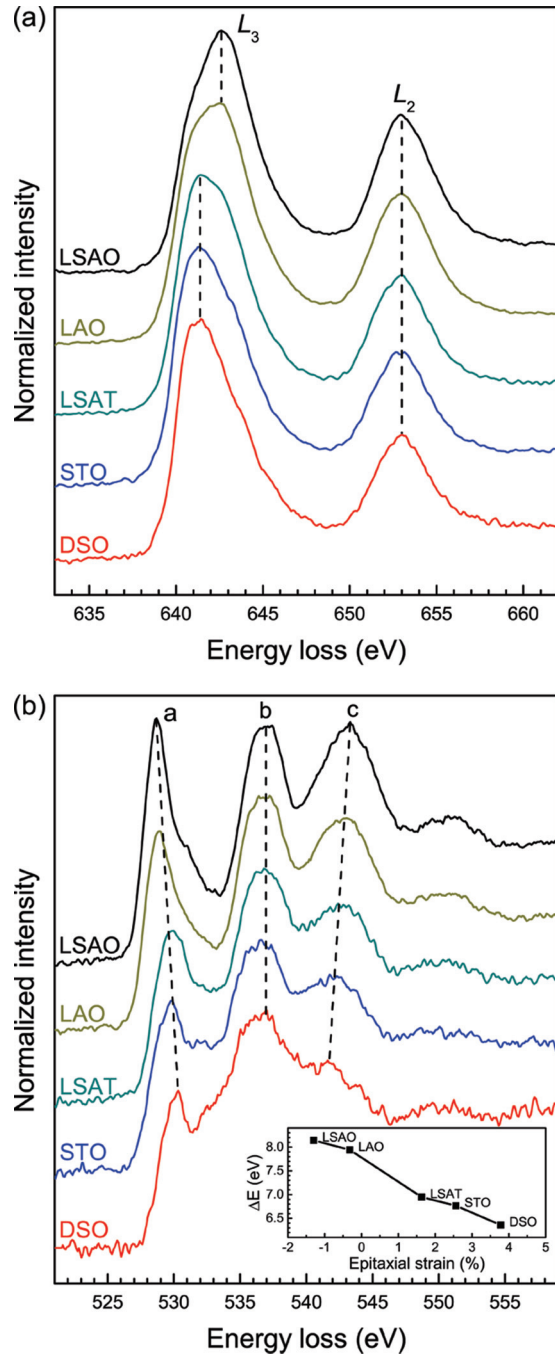 (a)
L3
L2
LSAO
LAO
LSAT
STO
DSO
Normalized intensity
635 640 645 650 655 660
Energy loss (eV)
(b)
a b c
LSAO
LAO
LSAT
STO
DSO
Normalized intensity
8.0
7.5
7.0
6.5
ΔE (eV)
LSAO
LAO
LSAT
STO
DSO
-2 -1 0 1 2 3 4 5
Epitaxial strain (%)
525 530 535 540 545 550 555
Energy loss (eV)